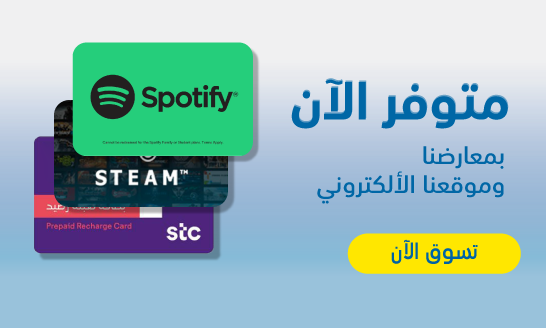 متوفر الآن
بمعارضنا
وموقعنا الألكتروني
تسوق الآن
Spotify®
STEAM™
Prepaid Recharge Card
stc